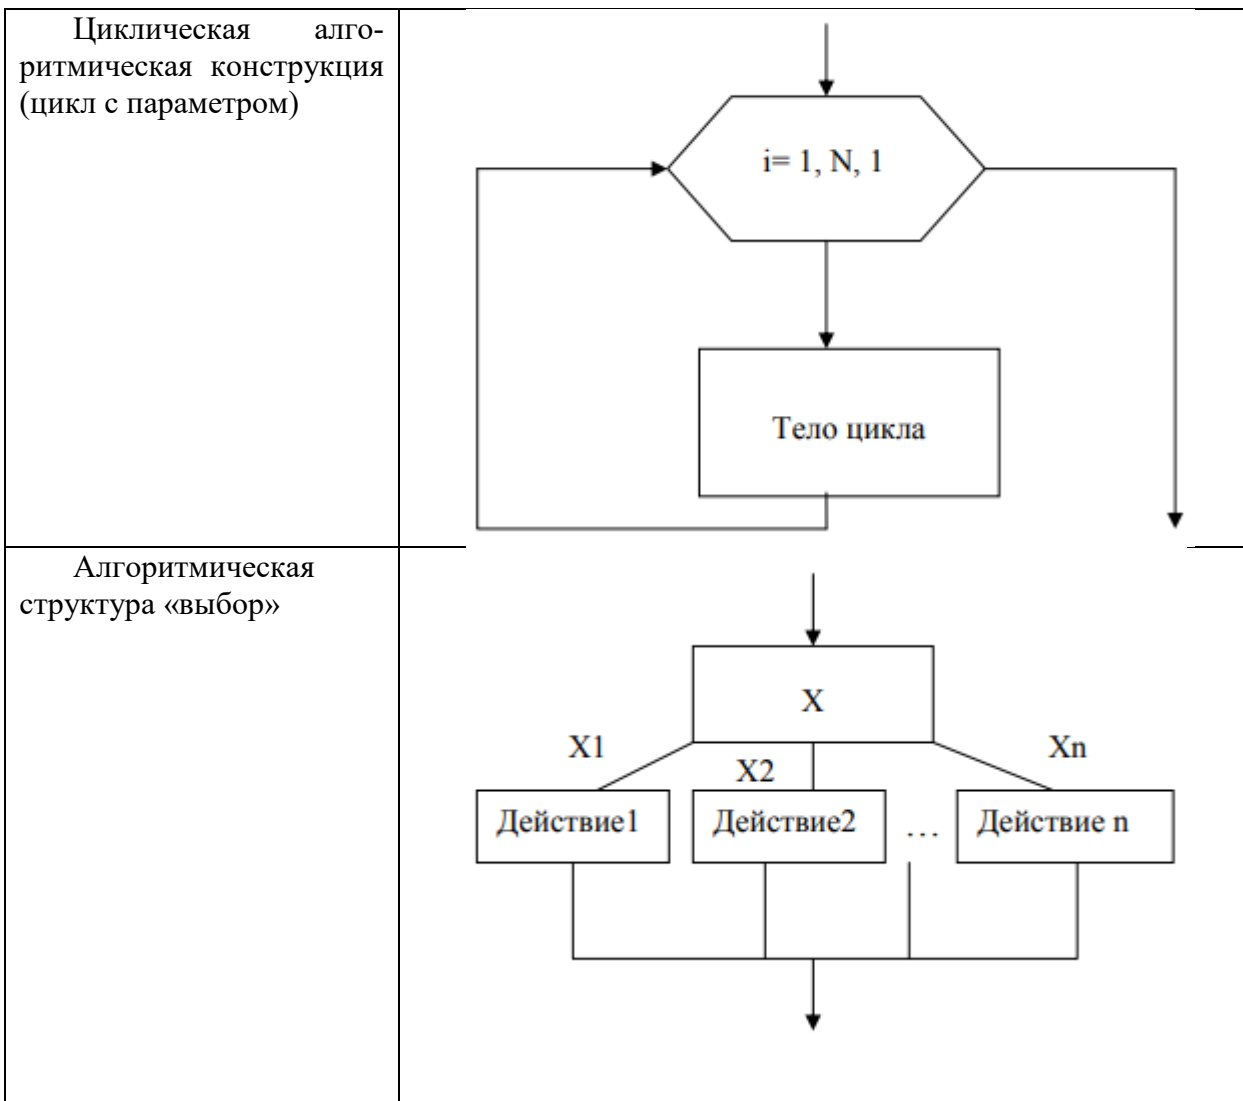 Циклическая алго-
ритмическая конструкция
(цикл с параметром)
i= 1, N, 1
Тело цикла
Алгоритмическая
структура «выбор»
X
X1
X2
Xn
Действие1
Действие2
…
Действие n